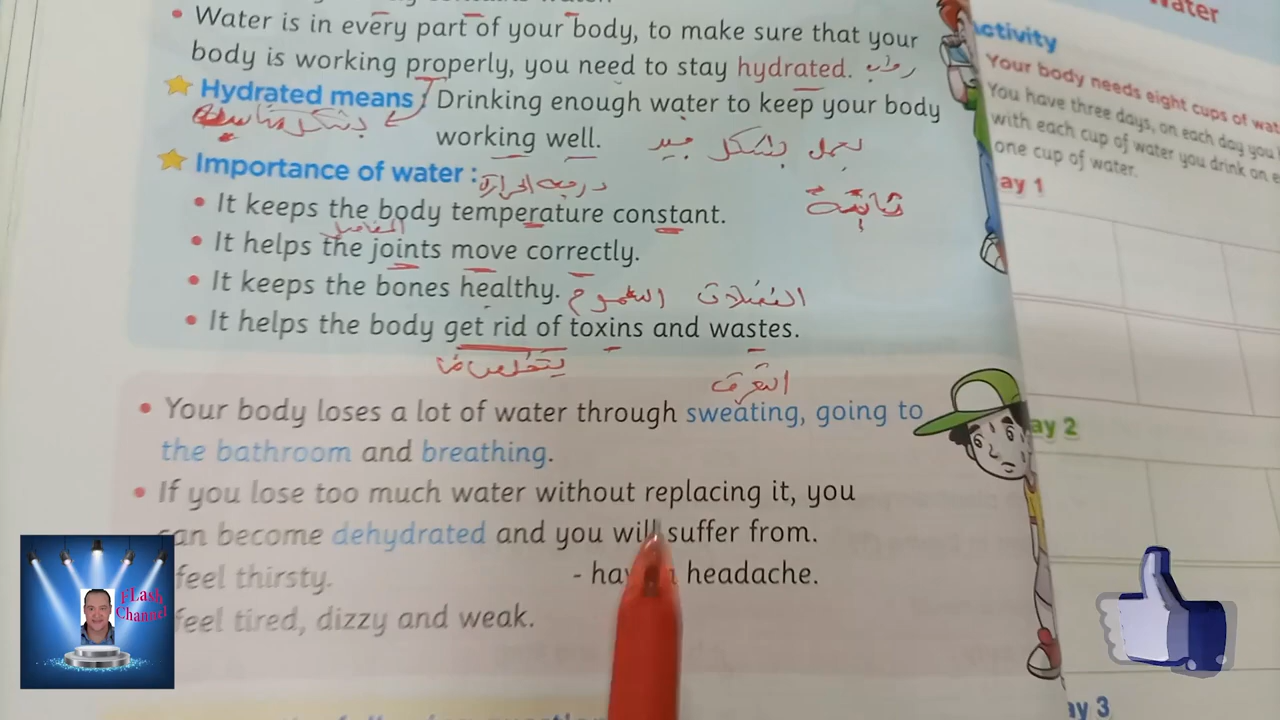 Water is in every part of your body, to make sure that your
body is working properly, you need to stay hydrated.
Hydrated means / Drinking enough water to keep your body
بشكل مناسب
working well. يعمل بشكل جيد
Importance of water :
درجه الحرارة
• It keeps the body temperature constant. ثابتة
المفاصل
• It helps the joints move correctly.
• It keeps the bones healthy.
السموم الفضلات
• It helps the body get rid of toxins and wastes.
يتخلص من
التعرق
• Your body loses a lot of water through sweating, going to
the bathroom and breathing.
• If you lose too much water without replacing it, you
can become dehydrated and you will suffer from.
feel thirsty. - headache.
feel tired, dizzy and weak.
FLash
Channel
Water
Activity
Your body needs eight cups of
You have three days, on each day you
with each cup of water you drink on
one cup of water.
ay 1
ay 2
ay 3